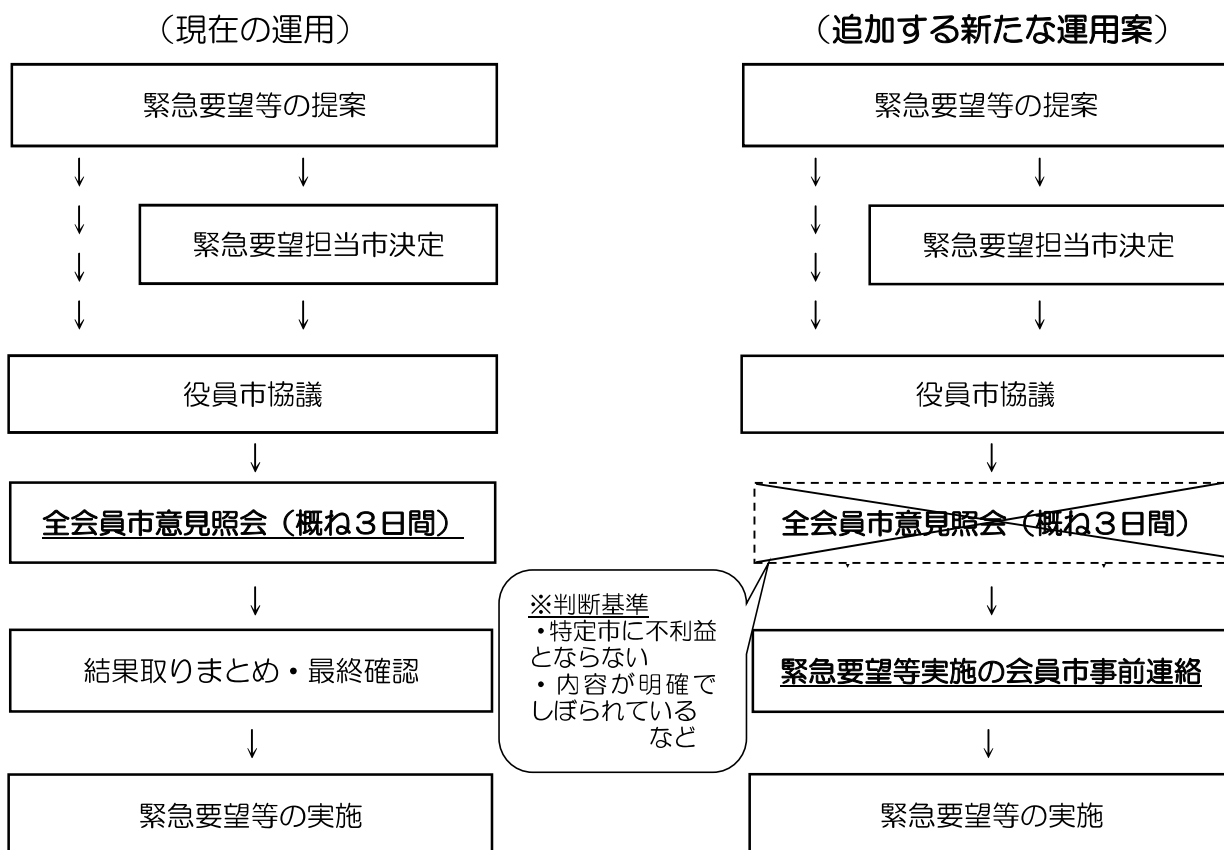 （現在の運用）
緊急要望等の提案
↓ ↓
↓
緊急要望担当市決定
↓
↓ ↓
役員市協議
↓
全会員市意見照会（概ね３日間）
↓
結果取りまとめ・最終確認
↓
緊急要望等の実施
（追加する新たな運用案）
緊急要望等の提案
↓ ↓
↓
緊急要望担当市決定
↓
↓ ↓
役員市協議
↓
全会員市意見照会（概ね３日間）
※判断基準
・特定市に不利益
とならない
・内容が明確で
しぼられている
など
↓
緊急要望等実施の会員市事前連絡
↓
緊急要望等の実施